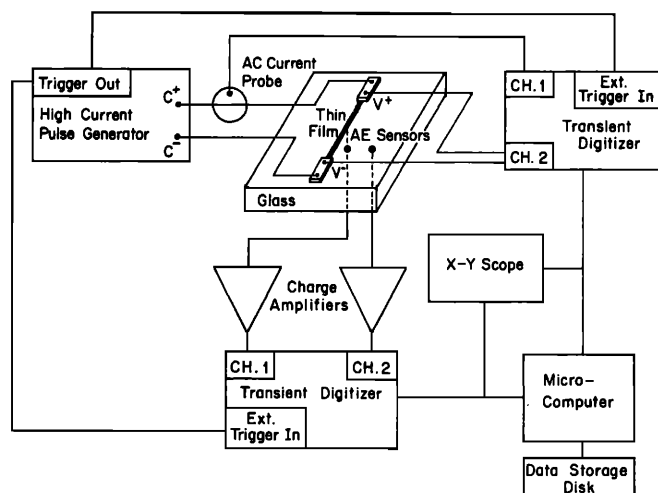 Trigger Out
High Current
Pulse Generator
C+
C-
AC Current
Probe
Thin
Film
V+
AE Sensors
V-
Glass
CH.1
Ext.
Trigger In
Transient
Digitizer
CH. 2
X-Y Scope
Charge
Amplifiers
CH.1
CH.2
Transient Digitizer
Ext.
Trigger In
Micro-
Computer
Data Storage
Disk